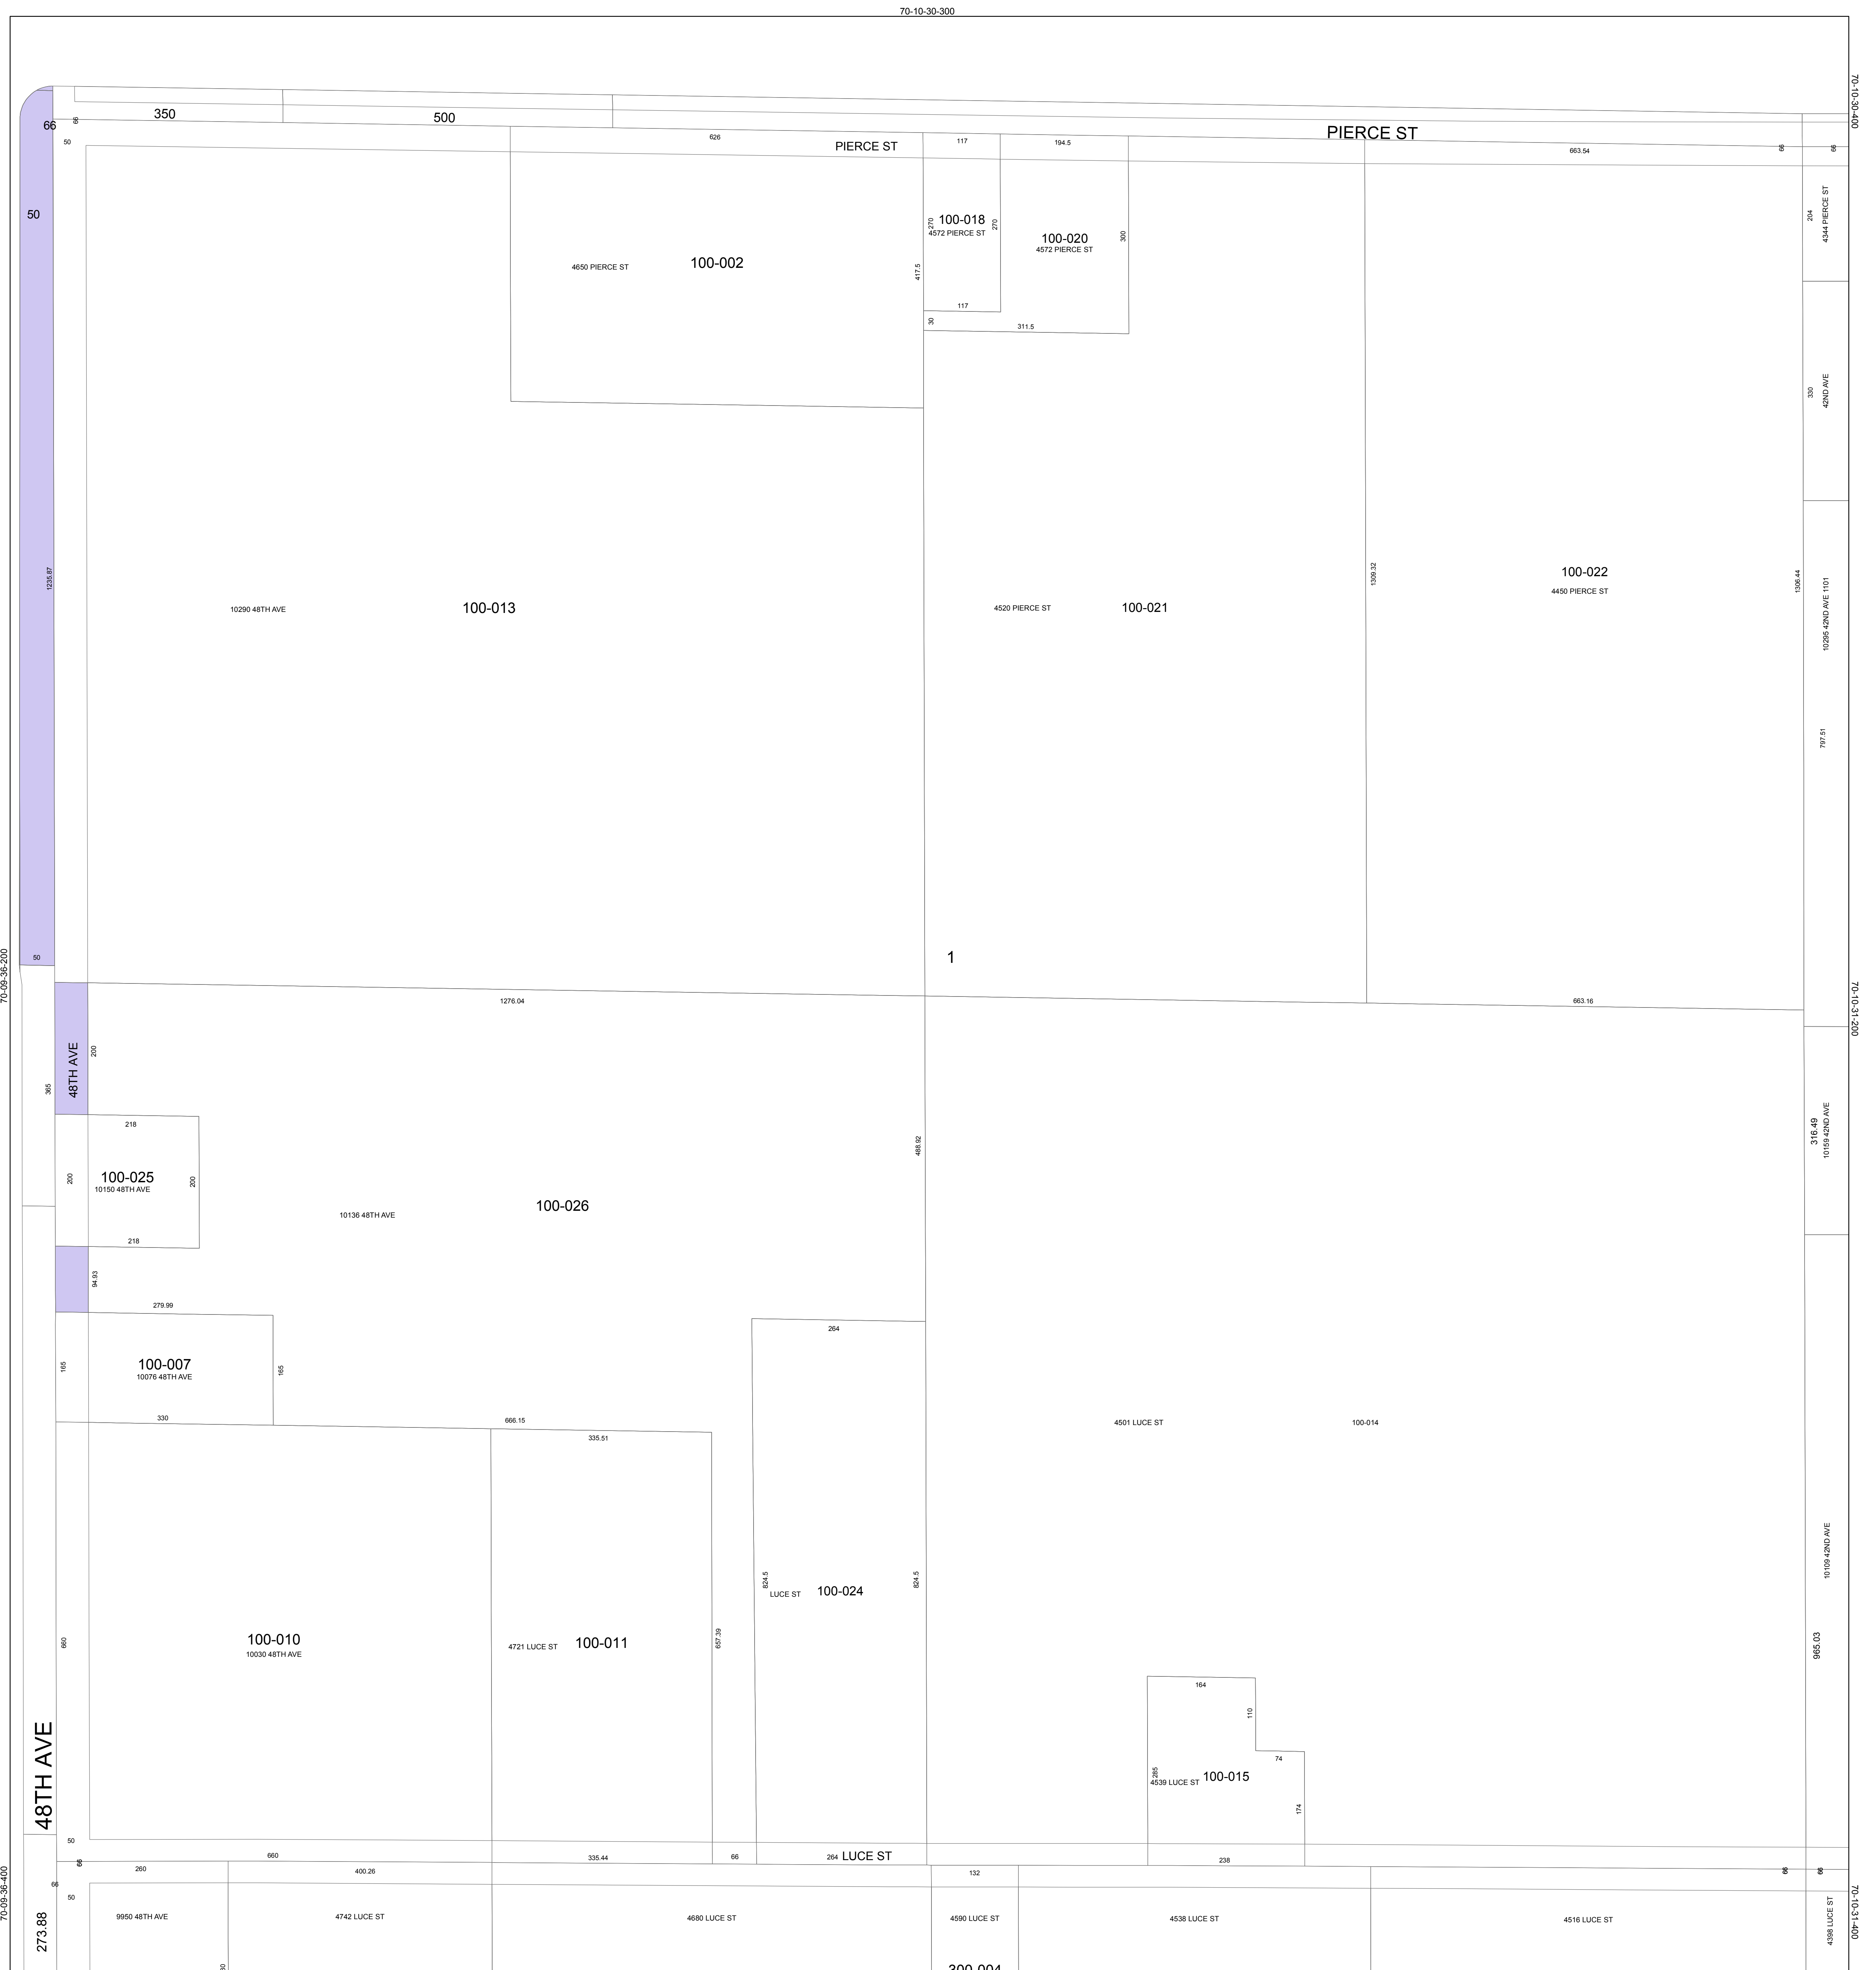 70-10-30-300
70-10-30-400
350
500
66
66
50
50
626
PIERCE ST
117
194.5
PIERCE ST
663.54
66
66
4650 PIERCE ST
100-002
417.5
270
100-018
4572 PIERCE ST
270
117
30
100-020
4572 PIERCE ST
300
311.5
204
4344 PIERCE ST
330
42ND AVE
1235.87
10290 48TH AVE
100-013
4520 PIERCE ST
100-021
1309.32
100-022
4450 PIERCE ST
1306.44
10295 42ND AVE 1101
797.51
50
1
70-09-36-200
1276.04
663.16
70-10-31-200
48TH AVE
200
365
218
200
100-025
10150 48TH AVE
200
218
10136 48TH AVE
100-026
488.92
316.49
10159 42ND AVE
94.93
279.99
165
100-007
10076 48TH AVE
165
330
666.15
335.51
264
4501 LUCE ST
100-014
660
100-010
10030 48TH AVE
4721 LUCE ST
100-011
657.39
824.5
LUCE ST
100-024
824.5
10109 42ND AVE
965.03
164
110
74
285
4539 LUCE ST
100-015
174
48TH AVE
50
66
660
335.44
66
264
LUCE ST
238
66
66
260
400.26
132
66
50
70-09-36-400
273.88
9950 48TH AVE
4742 LUCE ST
4680 LUCE ST
4590 LUCE ST
4538 LUCE ST
4516 LUCE ST
4398 LUCE ST
70-10-31-400
300-004